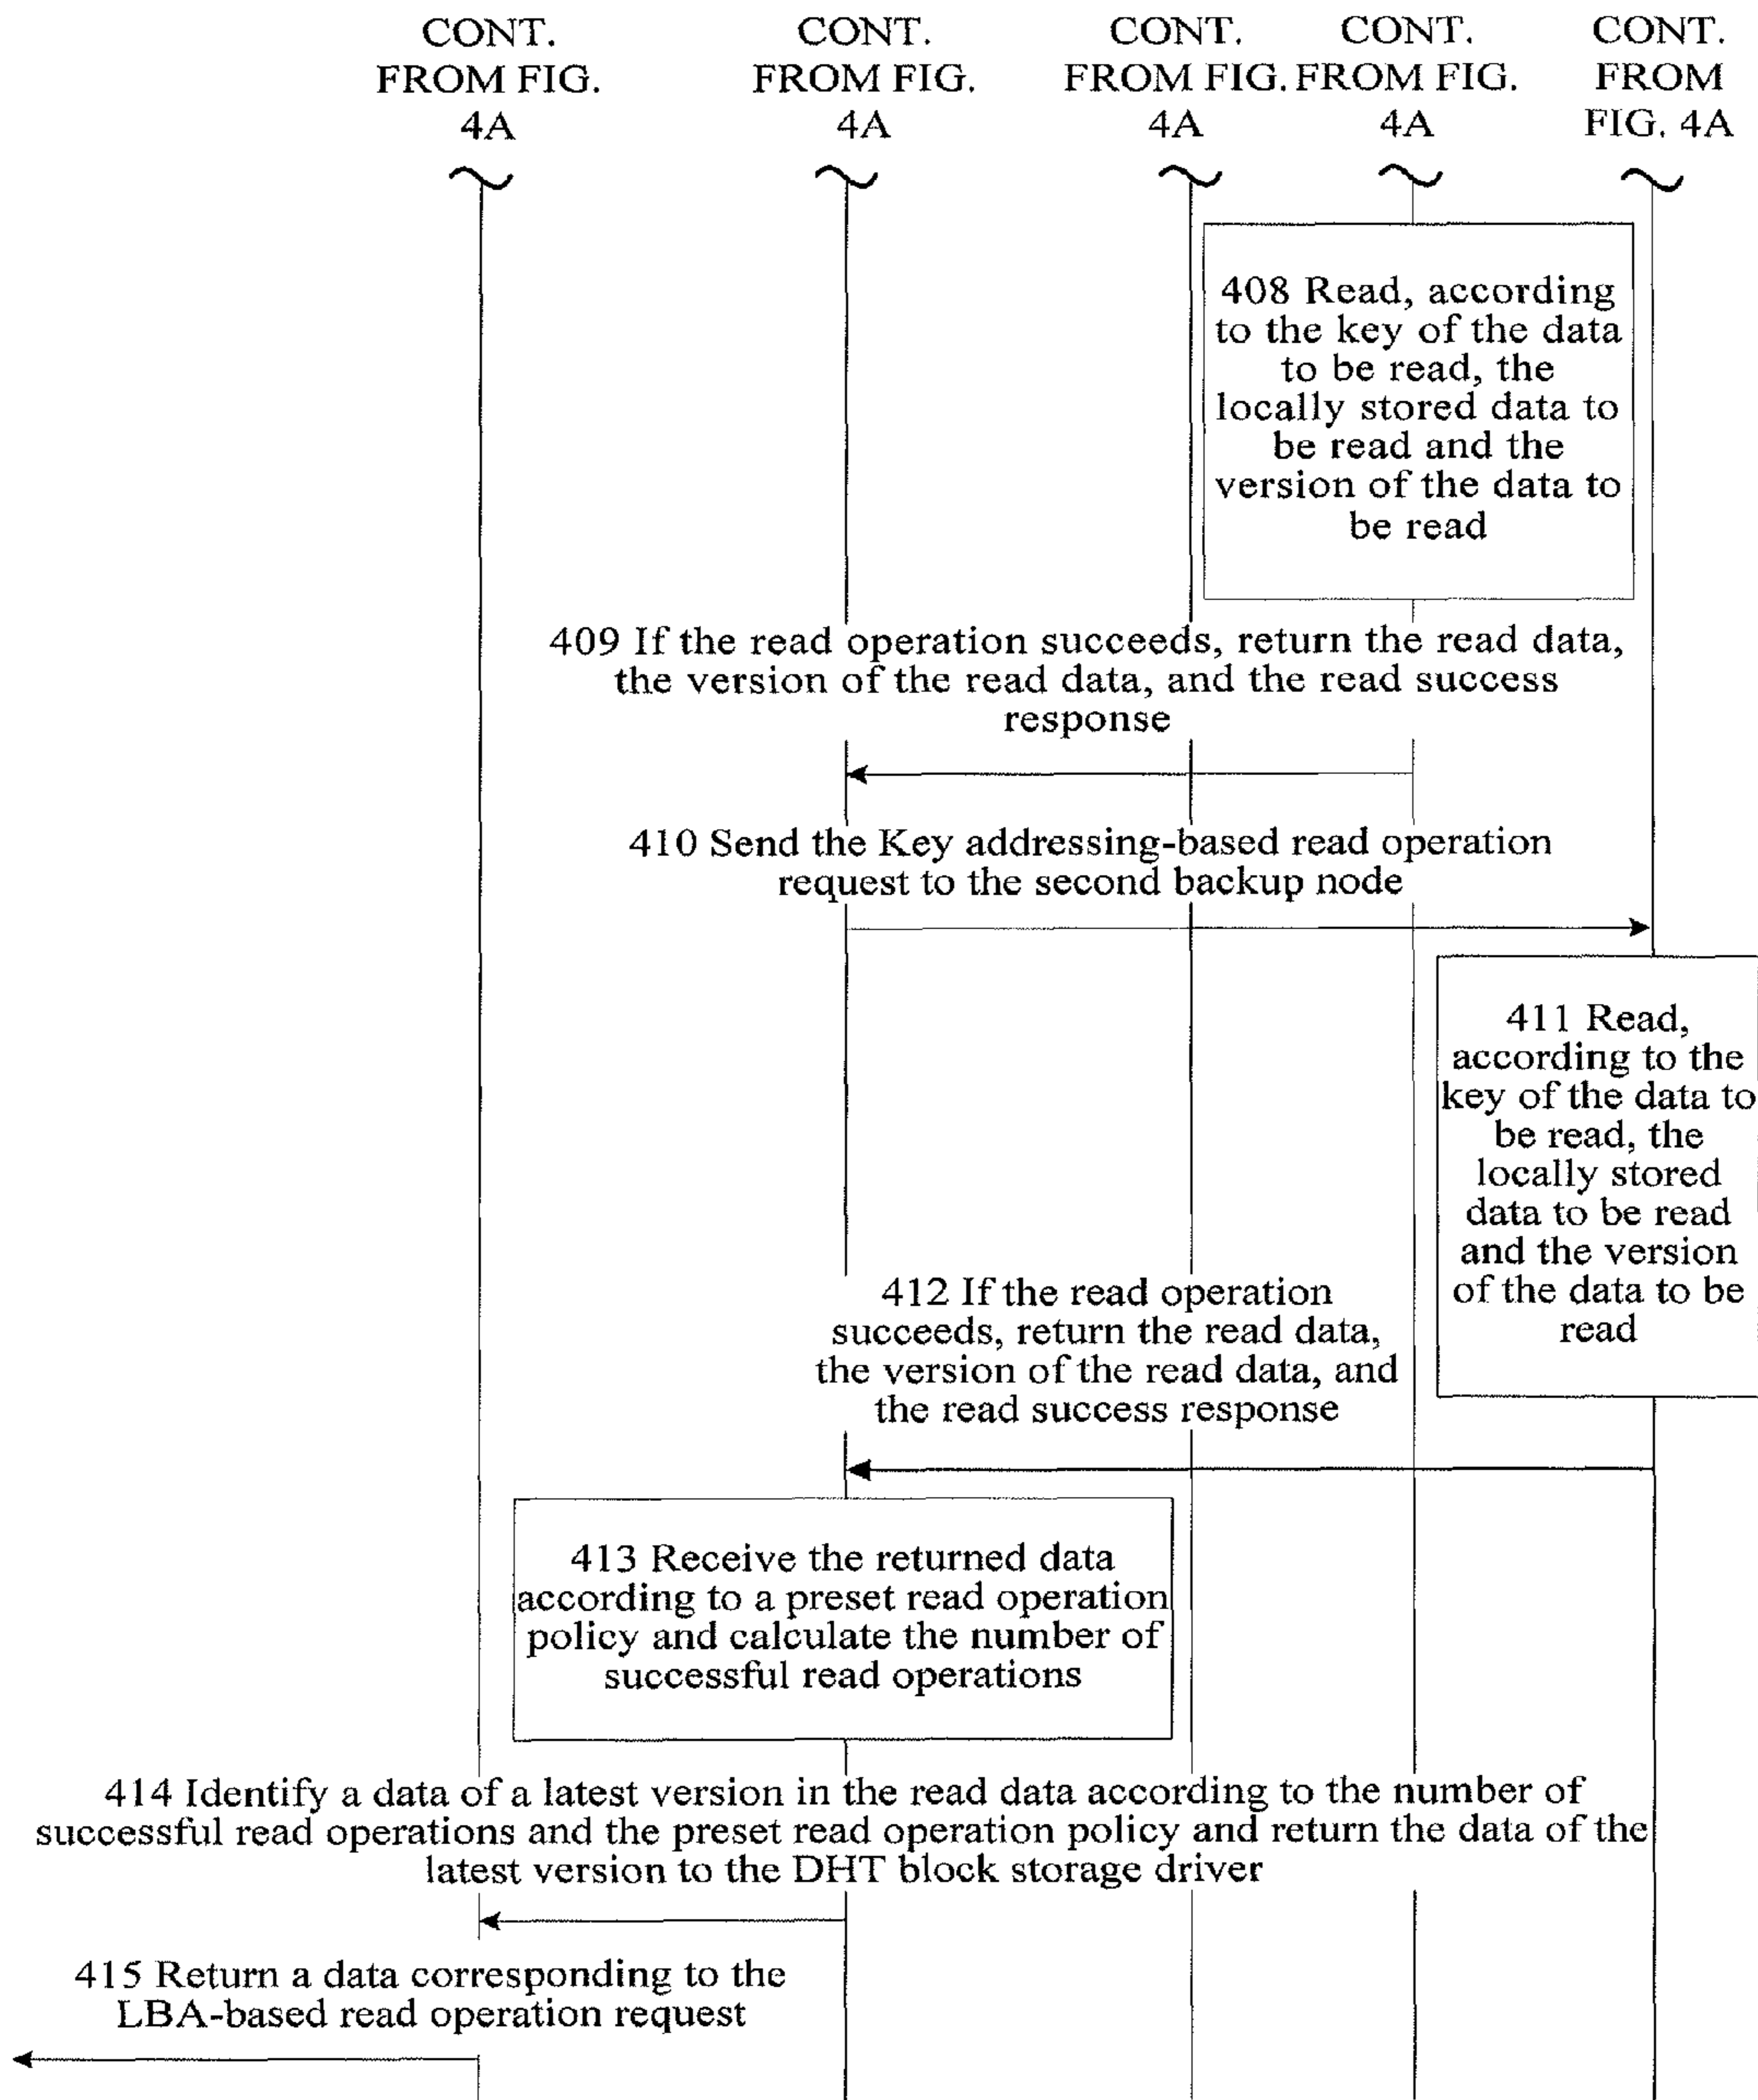 CONT.
FROM FIG.
4A
CONT.
FROM FIG.
4A
CONT.
FROM FIG.
4A
CONT.
FROM FIG.
4A
CONT.
FROM
FIG. 4A
408 Read, according
to the key of the data
to be read, the
locally stored data to
be read and the
version of the data to
be read
409 If the read operation succeeds, return the read data,
the version of the read data, and the read success
response
410 Send the Key addressing-based read operation
request to the second backup node
411 Read,
according to the
key of the data to
be read, the
locally stored
data to be read
and the version
of the data to be
read
412 If the read operation
succeeds, return the read data,
the version of the read data, and
the read success response
413 Receive the returned data
according to a preset read operation
policy and calculate the number of
successful read operations
414 Identify a data of a latest version in the read data according to the number of
successful read operations and the preset read operation policy and return the data of the
latest version to the DHT block storage driver
415 Return a data corresponding to the
LBA-based read operation request